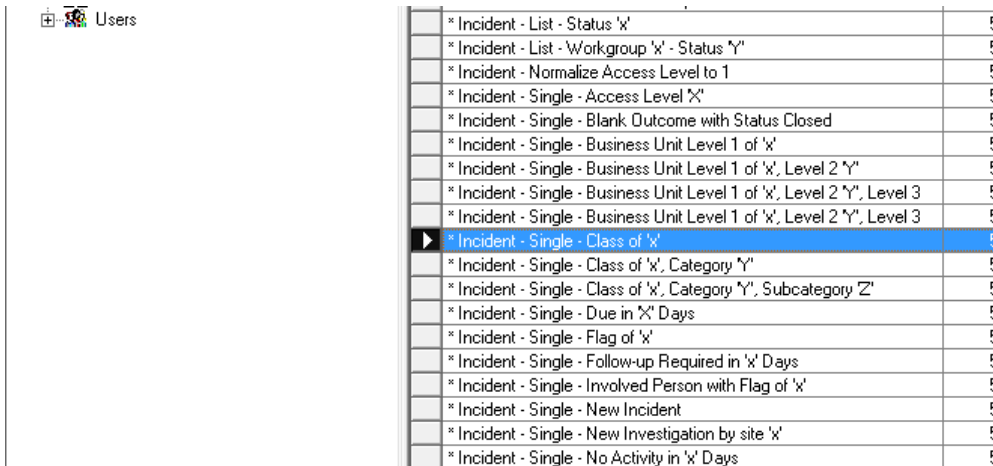 Users
* Incident - List - Status 'x'
* Incident - List - Workgroup 'x' - Status 'Y'
* Incident - Normalize Access Level to 1
* Incident - Single - Access Level 'X'
* Incident - Single - Blank Outcome with Status Closed
* Incident - Single - Business Unit Level 1 of 'x'
* Incident - Single - Business Unit Level 1 of 'x', Level 2 'Y'
* Incident - Single - Business Unit Level 1 of 'x', Level 2 'Y', Level 3
* Incident - Single - Business Unit Level 1 of 'x', Level 2 'Y', Level 3
* Incident - Single - Class of 'x'
* Incident - Single - Class of 'x', Category 'Y'
* Incident - Single - Class of 'x', Category 'Y', Subcategory 'Z'
* Incident - Single - Due in 'X' Days
* Incident - Single - Flag of 'x'
* Incident - Single - Follow-up Required in 'x' Days
* Incident - Single - Involved Person with Flag of 'x'
* Incident - Single - New Incident
* Incident - Single - New Investigation by site 'x'
* Incident - Single - No Activity in 'x' Days